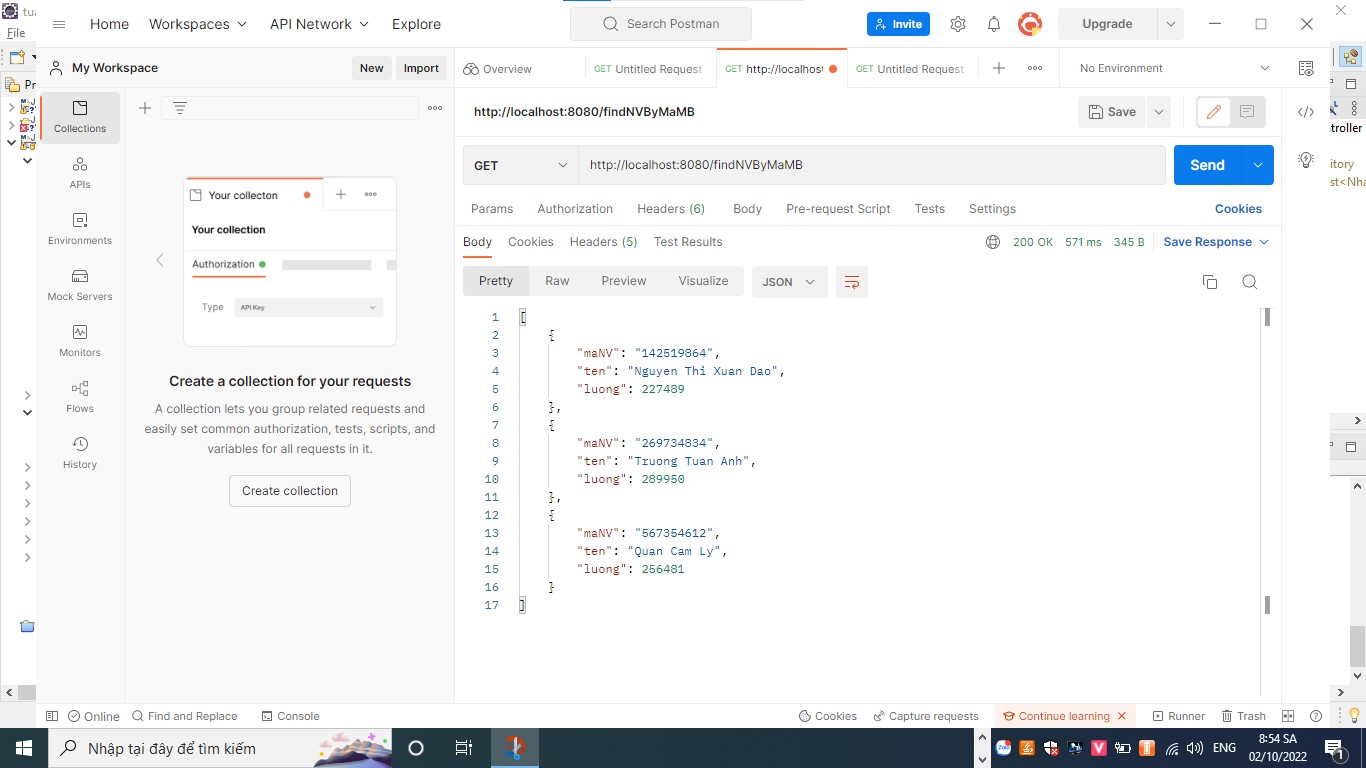 tua
File
Home
Workspaces
API Network
Explore
Search Postman
Invite
Upgrade
My Workspace
New
Import
Overview
GET Untitled Request
GET http://localhost
GET Untitled Request
No Environment
Pr
Collections
APIs
Environments
Mock Servers
Monitors
Flows
History
Your collecton
Your collection
Authorization
Type
API Key
Create a collection for your requests
A collection lets you group related requests and
easily set common authorization, tests, scripts, and
variables for all requests in it.
Create collection
http://localhost:8080/findNVByMaMB
Save
GET
http://localhost:8080/findNVByMaMB
Send
Params
Authorization
Headers (6)
Body
Pre-request Script
Tests
Settings
Cookies
Body
Cookies
Headers (5)
Test Results
200 OK
571 ms
345 B
Save Response
Pretty
Raw
Preview
Visualize
JSON
1 [
2 {
3 "maNV": "142519864",
4 "ten": "Nguyen Thi Xuan Dao",
5 "luong": 227489
6 },
7 {
8 "maNV": "269734834",
9 "ten": "Truong Tuan Anh",
10 "luong": 289950
11 },
12 {
13 "maNV": "567354612",
14 "ten": "Quan Cam Ly",
15 "luong": 256481
16 }
17 ]
troller
itory
st<Nha
Online
Find and Replace
Console
Cookies
Capture requests
Continue learning
Runner
Trash
Nhập tại đây để tìm kiếm
Zalo
ENG
8:54 SA
02/10/2022
1